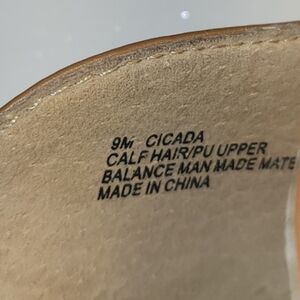 9M CICADA
CALF HAIR/PU UPPER
BALANCE MAN MADE MATE
MADE IN CHINA